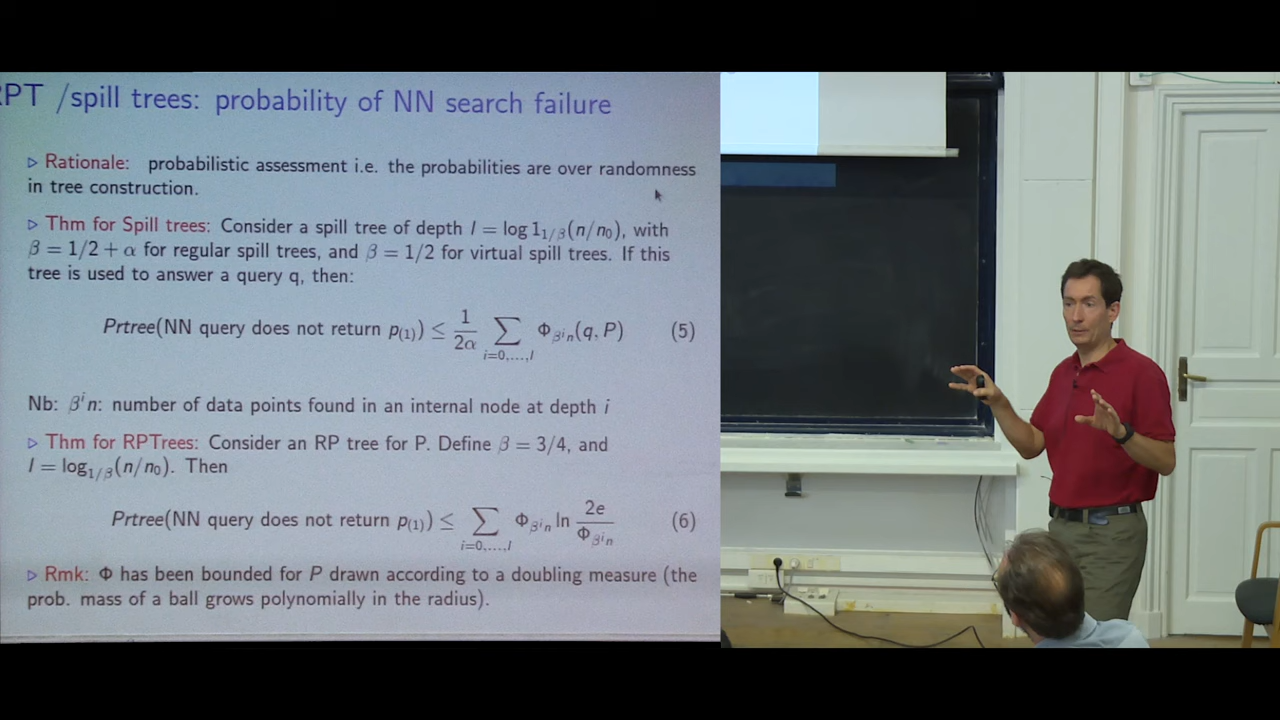 RPT /spill trees: probability of NN search failure
▷ Rationale: probabilistic assessment i.e. the probabilities are over randomness
in tree construction.
▷ Thm for Spill trees: Consider a spill tree of depth l = log 1_{1/β}(n/n₀), with
β = 1/2 + α for regular spill trees, and β = 1/2 for virtual spill trees. If this
tree is used to answer a query q, then:
Prtree(NN query does not return p₍₁₎) ≤ \frac{1}{2α} ∑_{i=0,...,l} Φ_{βⁱn}(q, P) (5)
Nb: βⁱn: number of data points found in an internal node at depth i
▷ Thm for RPTrees: Consider an RP tree for P. Define β = 3/4, and
l = log_{1/β}(n/n₀). Then
Prtree(NN query does not return p₍₁₎) ≤ ∑_{i=0,...,l} Φ_{βⁱn} ln \frac{2e}{Φ_{βⁱn}} (6)
▷ Rmk: Φ has been bounded for P drawn according to a doubling measure (the
prob. mass of a ball grows polynomially in the radius).